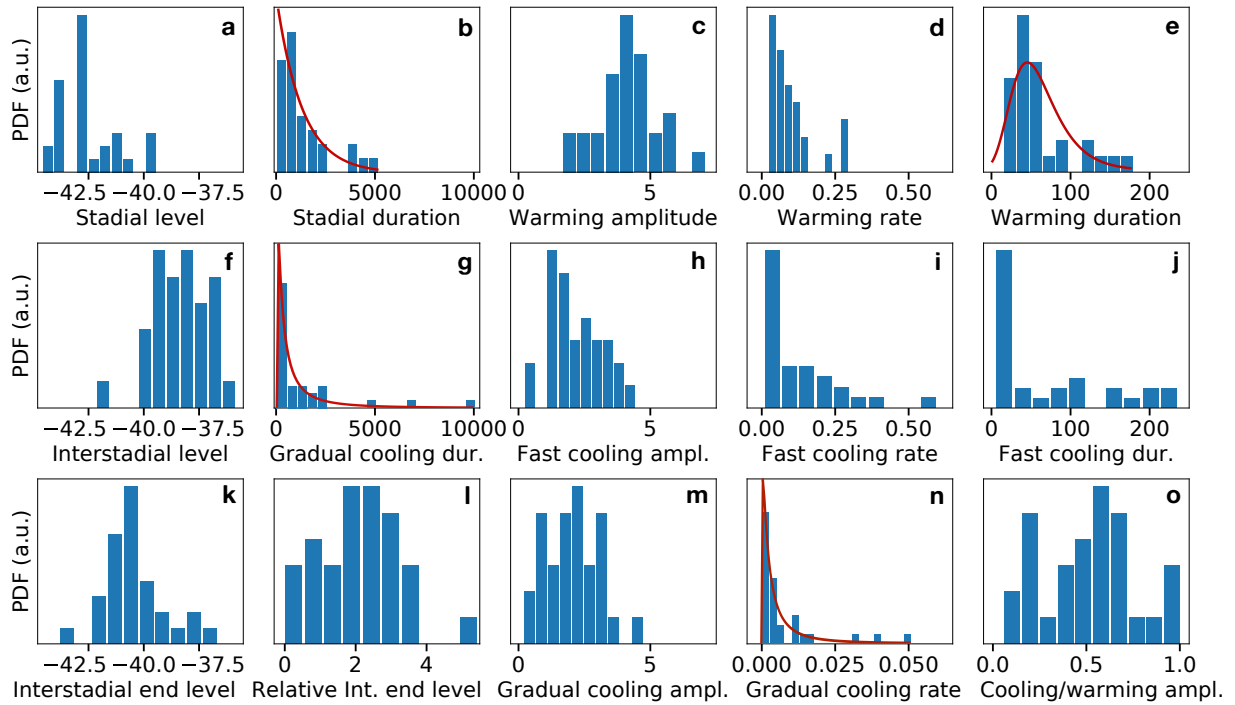 PDF (a.u.)
a
b
c
d
e
−42.5 −40.0 −37.5
0 5000 10000
5
0.00 0.25 0.50
0 100 200
Stadial level
Stadial duration
Warming amplitude
Warming rate
Warming duration
PDF (a.u.)
f
g
h
i
j
−42.5 −40.0 −37.5
0 5000 10000
5
0.00 0.25 0.50
0 100 200
Interstadial level
Gradual cooling dur.
Fast cooling ampl.
Fast cooling rate
Fast cooling dur.
PDF (a.u.)
k
l
m
n
o
−42.5 −40.0 −37.5
0 2 4
0 5
0.000 0.025 0.050
0.0 0.5 1.0
Interstadial end level
Relative Int. end level
Gradual cooling ampl.
Gradual cooling rate
Cooling/warming ampl.